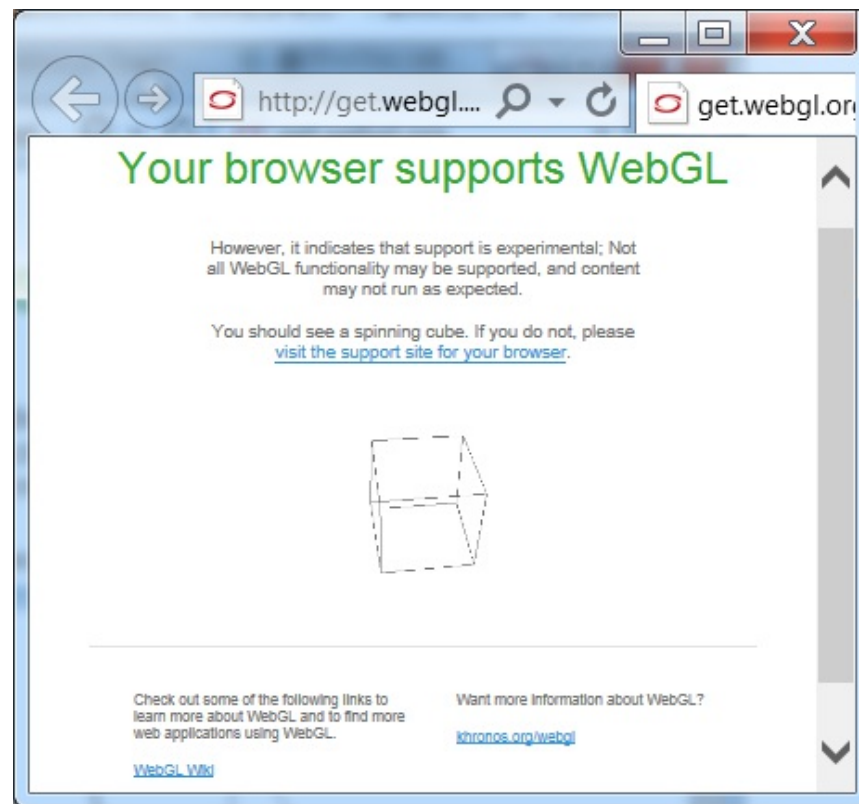 http://get.webgl....
get.webgl.org
Your browser supports WebGL
However, it indicates that support is experimental; Not
all WebGL functionality may be supported, and content
may not run as expected.
You should see a spinning cube. If you do not, please
visit the support site for your browser.
Check out some of the following links to
learn more about WebGL and to find more
web applications using WebGL.
WebGL Wiki
Want more information about WebGL?
khronos.org/webgl